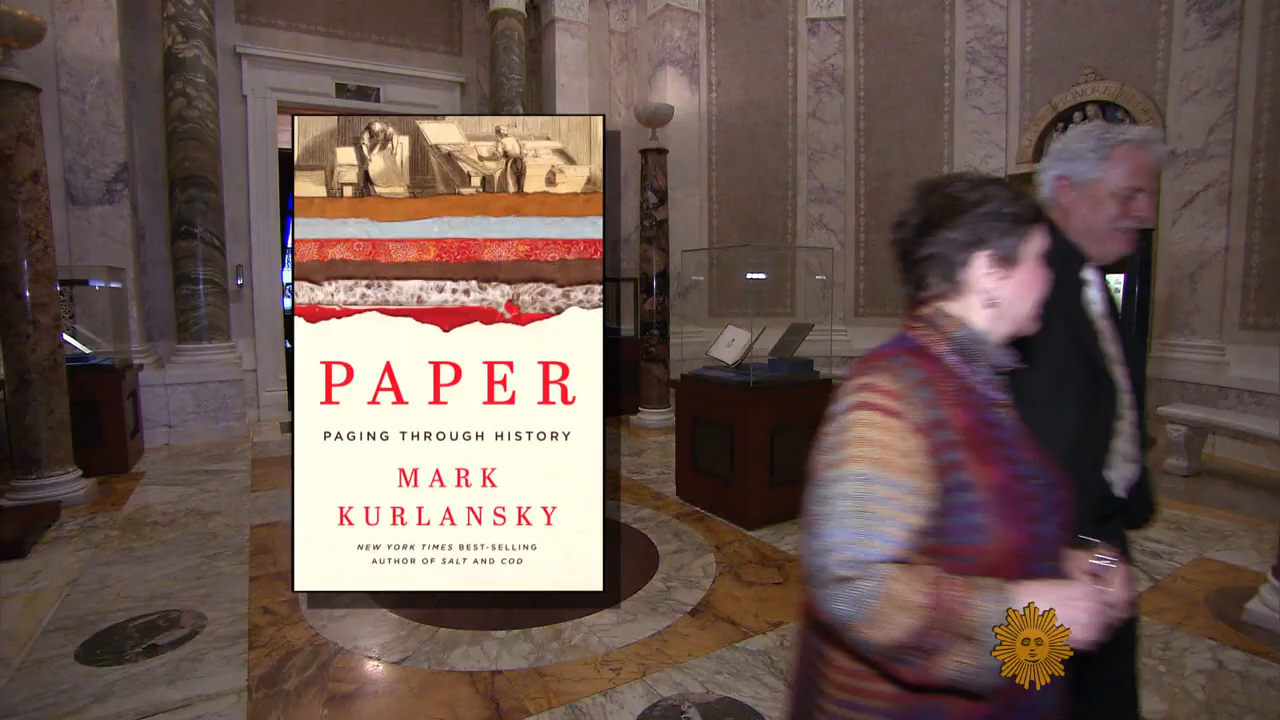 PAPER
PAGING THROUGH HISTORY
MARK
KURLANSKY
NEW YORK TIMES BEST-SELLING
AUTHOR OF SALT AND COD